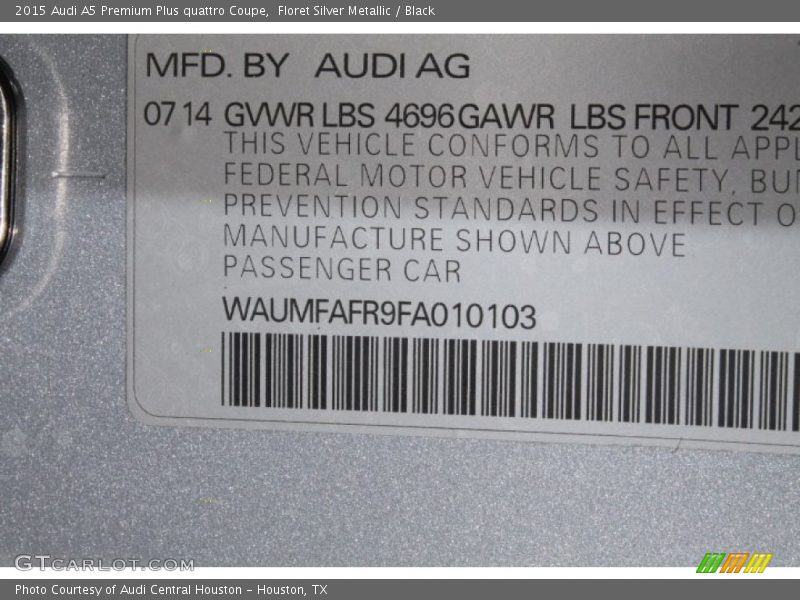 2015 Audi A5 Premium Plus quattro Coupe,  Floret Silver Metallic / Black
MFD. BY AUDI AG
07 14 GVWR LBS 4696 GAWR LBS FRONT 242
THIS VEHICLE CONFORMS TO ALL APPL
FEDERAL MOTOR VEHICLE SAFETY, BU
PREVENTION STANDARDS IN EFFECT O
MANUFACTURE SHOWN ABOVE
PASSENGER CAR
WAUMFAFR9FA010103
GTCARLOT.COM
Photo Courtesy of Audi Central Houston - Houston, TX